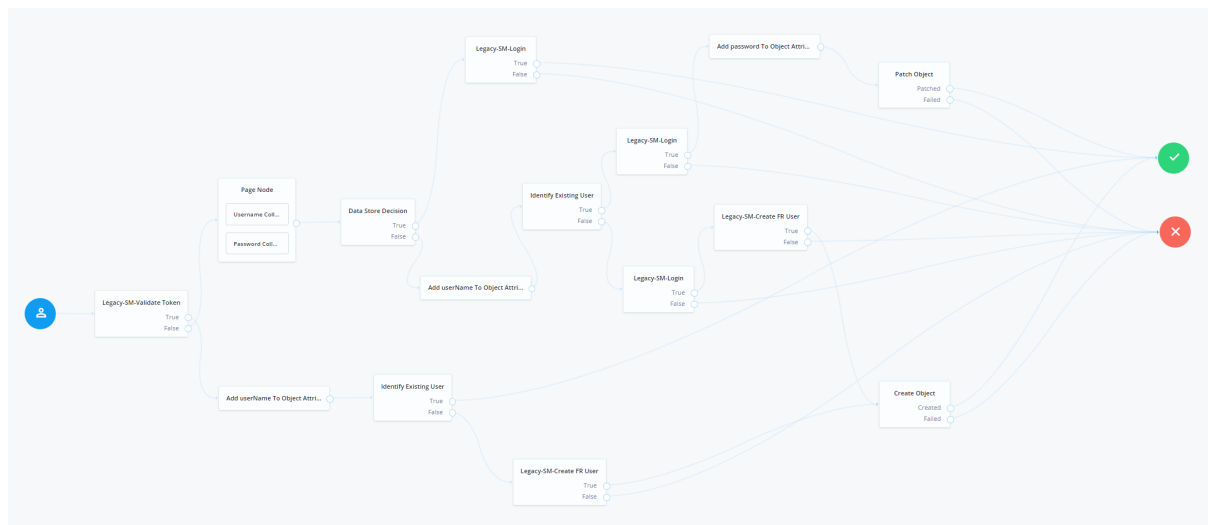 Legacy-SM-Validate Token
True
False
Page Node
Username Coll...
Password Coll...
Add userName To Object Attri...
Data Store Decision
True
False
Identify Existing User
True
False
Legacy-SM-Login
True
False
Add userName To Object Attri...
Legacy-SM-Create FR User
True
False
Identify Existing User
True
False
Legacy-SM-Login
True
False
Legacy-SM-Login
True
False
Add password To Object Attri...
Legacy-SM-Create FR User
True
False
Patch Object
Patched
Failed
Create Object
Created
Failed